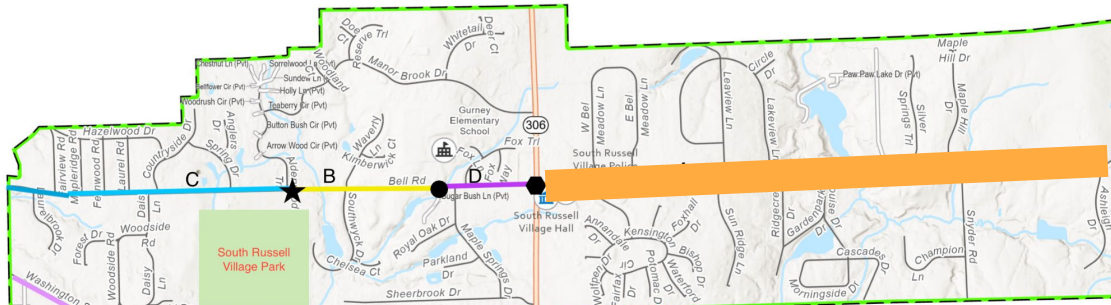 Doe Ct
Reserve Trl
Whitetail Dr
Deer Ct
Manor Brook Dr
Woodland Ct
Chestnut Ln (Pvt)
Sorrelwood
Sundew Ln
Bellflower Cir (Pvt)
Holly Ln (Pvt)
Woodrush Cir (Pvt)
Teaberry Cir (Pvt)
Button Bush Cir (Pvt)
Arrow Wood Cir (Pvt)
Anglers Dr
Spring Dr
Countryside Dr
Hazelwood Dr
Fairview Rd
Mapleridge Rd
Fernwood Rd
Laurel Rd
Waverly Ln
Kimberwick Ct
Gurney
Elementary
School
Fox Trl
Fox
Way
306
W Bel
Meadow Ln
E Bel
Meadow Ln
Leaview Ln
Circle Dr
Lakeview Ln
Paw Paw Lake Dr (Pvt)
Silver
Springs Trl
Maple
Hill Dr
Maple Hill
South Russell
Village Police
C
B
D
Bell Rd
Sugar Bush Ln (Pvt)
South Russell
Village Hall
South Russell
Village Park
Daisy
Ln
Woodside
Rd
Woodside Rd
Daisy
Ln
Forest Dr
Washington
Southwyck Dr
Chelsea Ct
Royal Oak Dr
Parkland
Dr
Maple Springs Dr
Sheerbrook Dr
Annandale
Dr
Kensington
Cir
Wolfpen
Dr
Fairfax
Dr
Potomac
Dr
Foxhall
Dr
Bishop Dr
Waterford
Sun Ridge Ln
Gardenpark
Dr
Cascades
Dr
Morningside
Champion
Ln
Snyder Rd
Ashleigh
Dr